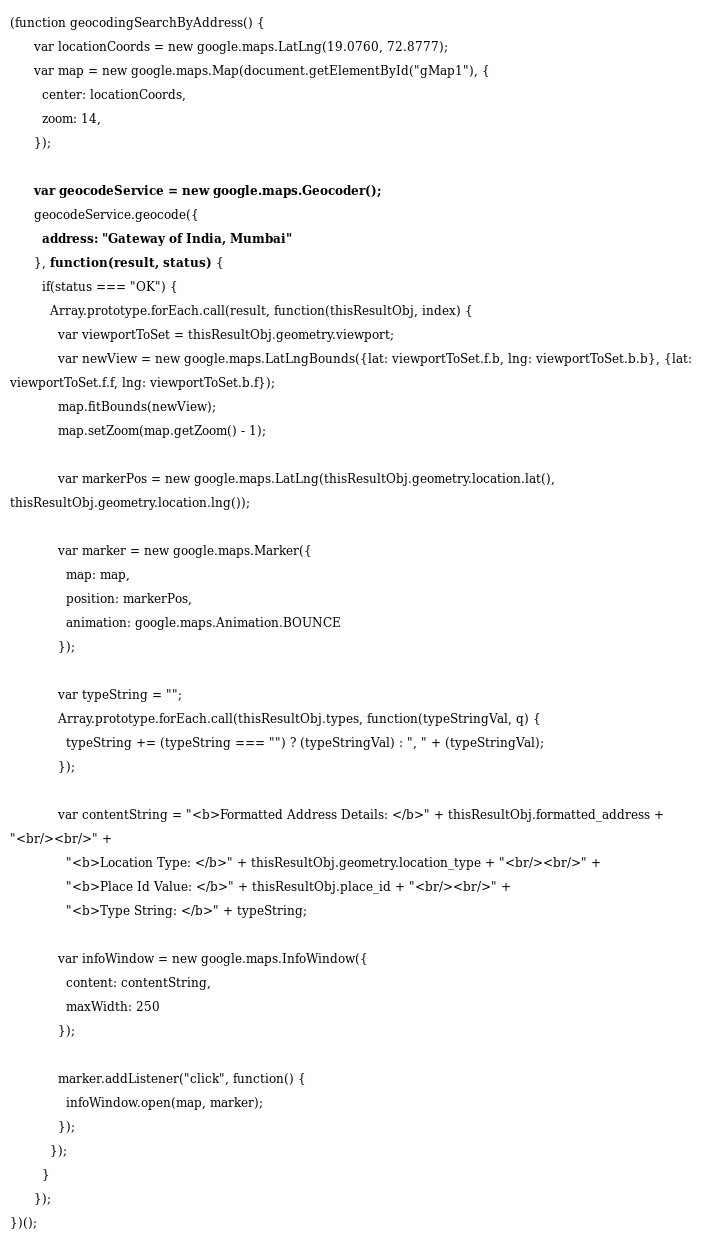 (function geocodingSearchByAddress() {
var locationCoords = new google.maps.LatLng(19.0760, 72.8777);
var map = new google.maps.Map(document.getElementById("gMap1"), {
center: locationCoords,
zoom: 14,
});
var geocodeService = new google.maps.Geocoder();
geocodeService.geocode({
address: "Gateway of India, Mumbai"
}, function(result, status) {
if(status === "OK") {
Array.prototype.forEach.call(result, function(thisResultObj, index) {
var viewportToSet = thisResultObj.geometry.viewport;
var newView = new google.maps.LatLngBounds({lat: viewportToSet.f.b, lng: viewportToSet.b.b}, {lat:
viewportToSet.f.f, lng: viewportToSet.b.f});
map.fitBounds(newView);
map.setZoom(map.getZoom() - 1);
var markerPos = new google.maps.LatLng(thisResultObj.geometry.location.lat(),
thisResultObj.geometry.location.lng());
var marker = new google.maps.Marker({
map: map,
position: markerPos,
animation: google.maps.Animation.BOUNCE
});
var typeString = "";
Array.prototype.forEach.call(thisResultObj.types, function(typeStringVal, q) {
typeString += (typeString === "") ? (typeStringVal) : ", " + (typeStringVal);
});
var contentString = "<b>Formatted Address Details: </b>" + thisResultObj.formatted_address +
"<br/><br/>" +
"<b>Location Type: </b>" + thisResultObj.geometry.location_type + "<br/><br/>" +
"<b>Place Id Value: </b>" + thisResultObj.place_id + "<br/><br/>" +
"<b>Type String: </b>" + typeString;
var infoWindow = new google.maps.InfoWindow({
content: contentString,
maxWidth: 250
});
marker.addListener("click", function() {
infoWindow.open(map, marker);
});
});
}
});
})();